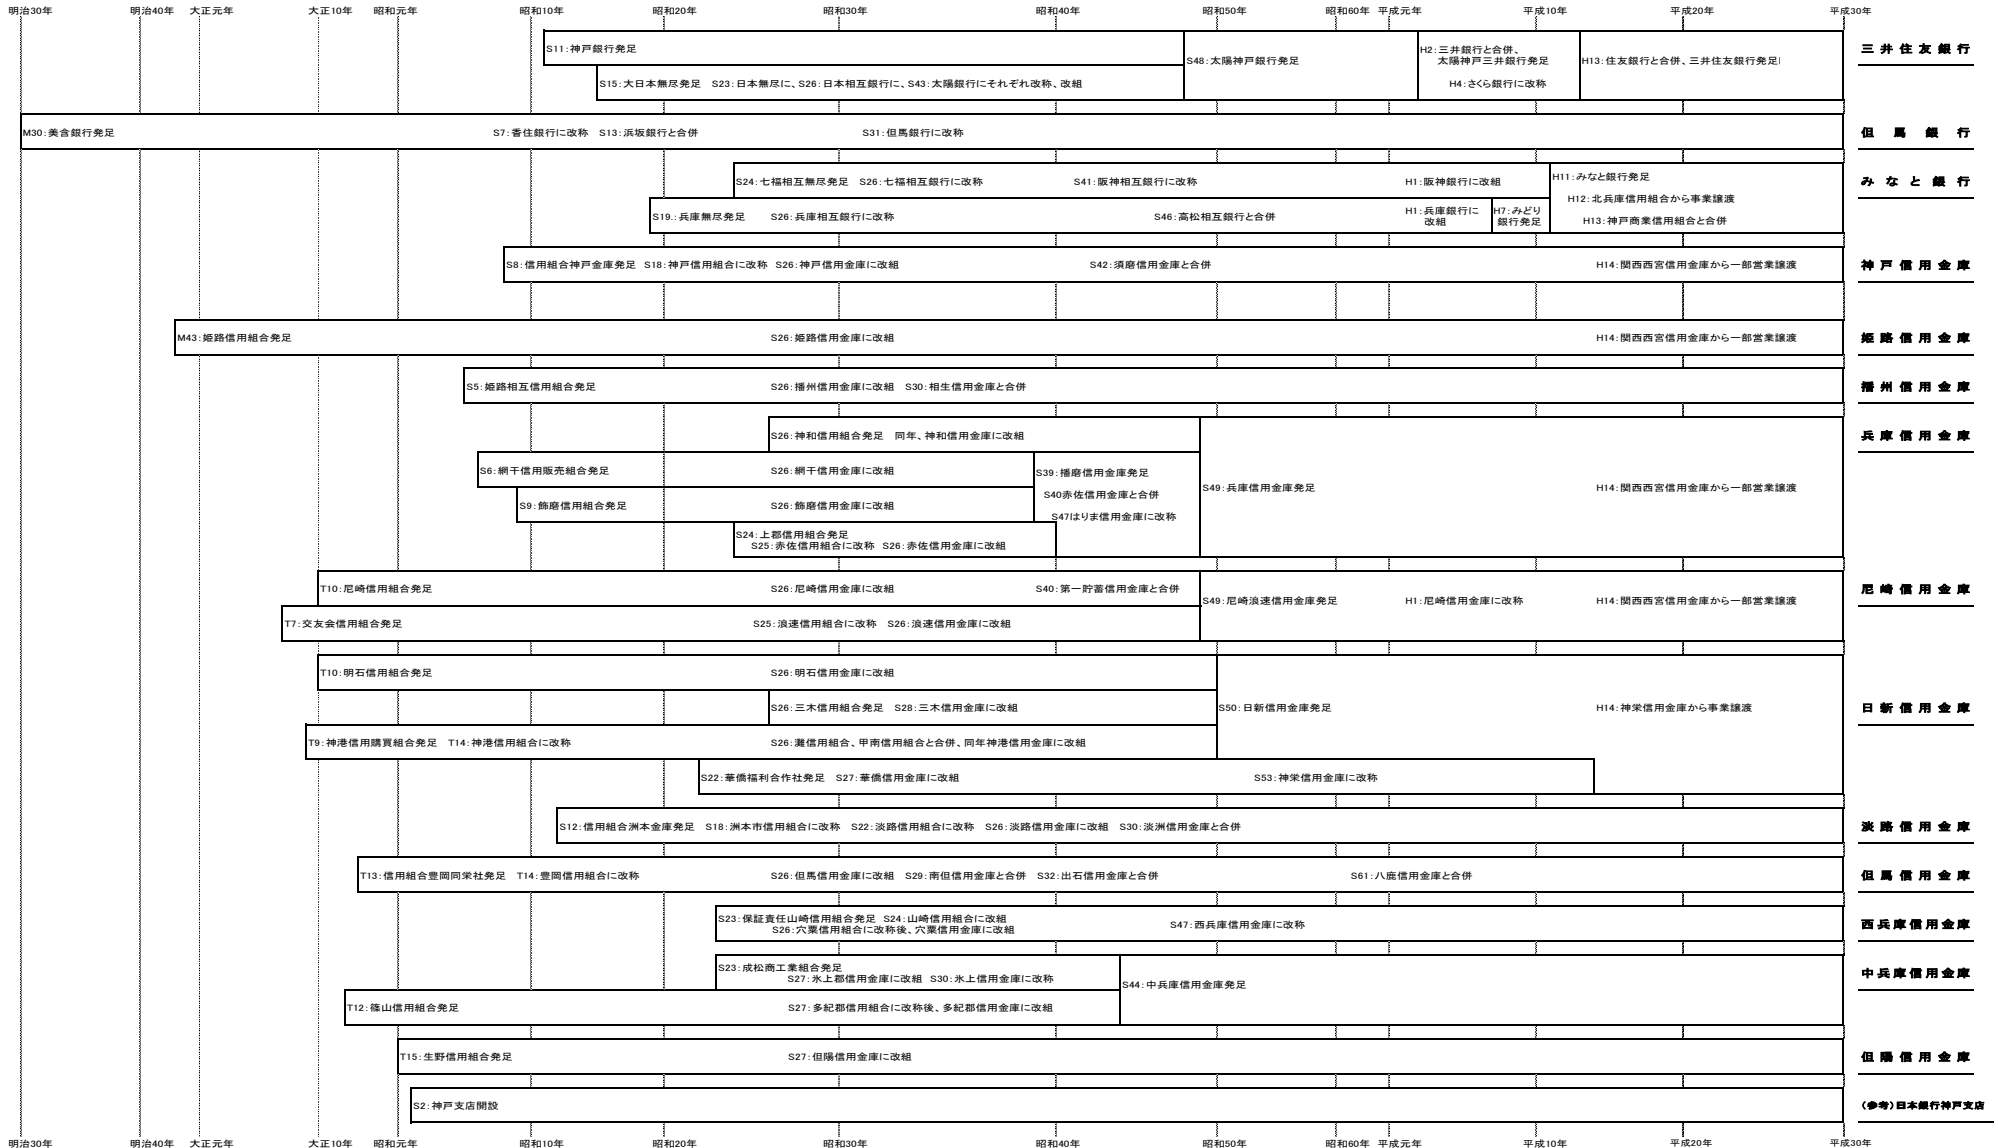 明治30年 明治40年 大正元年 大正10年 昭和元年 昭和10年 昭和20年 昭和30年 昭和40年 昭和50年 昭和60年 平成元年 平成10年 平成20年 平成30年
S11:神戸銀行発足
S48:太陽神戸銀行発足
H2:三井銀行と合併、
太陽神戸三井銀行発足
H4:さくら銀行に改称
H13:住友銀行と合併、三井住友銀行発足
三井住友銀行
S15:大日本無尽発足 S23:日本無尽に、S26:日本相互銀行に、S43:太陽銀行にそれぞれ改称、改組
M30:美含銀行発足 S7:香住銀行に改称 S13:浜坂銀行と合併 S31:但馬銀行に改称
但馬銀行
S24:七福相互無尽発足 S26:七福相互銀行に改称 S41:阪神相互銀行に改称 H1:阪神銀行に改組
H11:みなと銀行発足
H12:北兵庫信用組合から事業譲渡
H13:神戸商業信用組合と合併
みなと銀行
S19.:兵庫無尽発足 S26:兵庫相互銀行に改称 S46:高松相互銀行と合併
H1:兵庫銀行に
改組
H7:みどり
銀行発足
S8:信用組合神戸金庫発足 S18:神戸信用組合に改称 S26:神戸信用金庫に改組 S42:須磨信用金庫と合併 H14:関西西宮信用金庫から一部営業譲渡
神戸信用金庫
M43:姫路信用組合発足 S26:姫路信用金庫に改組 H14:関西西宮信用金庫から一部営業譲渡
姫路信用金庫
S5:姫路相互信用組合発足 S26:播州信用金庫に改組 S30:相生信用金庫と合併
播州信用金庫
S26:神和信用組合発足 同年、神和信用金庫に改組
兵庫信用金庫
S6:網干信用販売組合発足 S26:網干信用金庫に改組
S39:播磨信用金庫発足
S40赤佐信用金庫と合併
S47はりま信用金庫に改称
S49:兵庫信用金庫発足 H14:関西西宮信用金庫から一部営業譲渡
S9:飾磨信用組合発足 S26:飾磨信用金庫に改組
S24:上郡信用組合発足
S25:赤佐信用組合に改称 S26:赤佐信用金庫に改組
T10:尼崎信用組合発足 S26:尼崎信用金庫に改組 S40:第一貯蓄信用金庫と合併
S49:尼崎浪速信用金庫発足 H1:尼崎信用金庫に改称 H14:関西西宮信用金庫から一部営業譲渡
尼崎信用金庫
T7:交友会信用組合発足 S25:浪速信用組合に改称 S26:浪速信用金庫に改組
T10:明石信用組合発足 S26:明石信用金庫に改組
S26:三木信用組合発足 S28:三木信用金庫に改組
S50:日新信用金庫発足 H14:神栄信用金庫から事業譲渡
日新信用金庫
T9:神港信用購買組合発足 T14:神港信用組合に改称 S26:灘信用組合、甲南信用組合と合併、同年神港信用金庫に改組
S22:華僑福利合作社発足 S27:華僑信用金庫に改組 S53:神栄信用金庫に改称
S12:信用組合洲本金庫発足 S18:洲本市信用組合に改称 S22:淡路信用組合に改称 S26:淡路信用金庫に改組 S30:淡洲信用金庫と合併
淡路信用金庫
T13:信用組合豊岡同栄社発足 T14:豊岡信用組合に改称 S26:但馬信用金庫に改組 S29:南但信用金庫と合併 S32:出石信用金庫と合併 S61:八鹿信用金庫と合併
但馬信用金庫
S23:保証責任山崎信用組合発足 S24:山崎信用組合に改組
S26:宍粟信用組合に改称後、宍粟信用金庫に改組
S47:西兵庫信用金庫に改称
西兵庫信用金庫
S23:成松商工業組合発足
S27:氷上郡信用金庫に改組 S30:氷上信用金庫に改称
S44:中兵庫信用金庫発足
中兵庫信用金庫
T12:篠山信用組合発足 S27:多紀郡信用組合に改称後、多紀郡信用金庫に改組
T15:生野信用組合発足 S27:但陽信用金庫に改組
但陽信用金庫
S2:神戸支店開設
(参考)日本銀行神戸支店
明治30年 明治40年 大正元年 大正10年 昭和元年 昭和10年 昭和20年 昭和30年 昭和40年 昭和50年 昭和60年 平成元年 平成10年 平成20年 平成30年